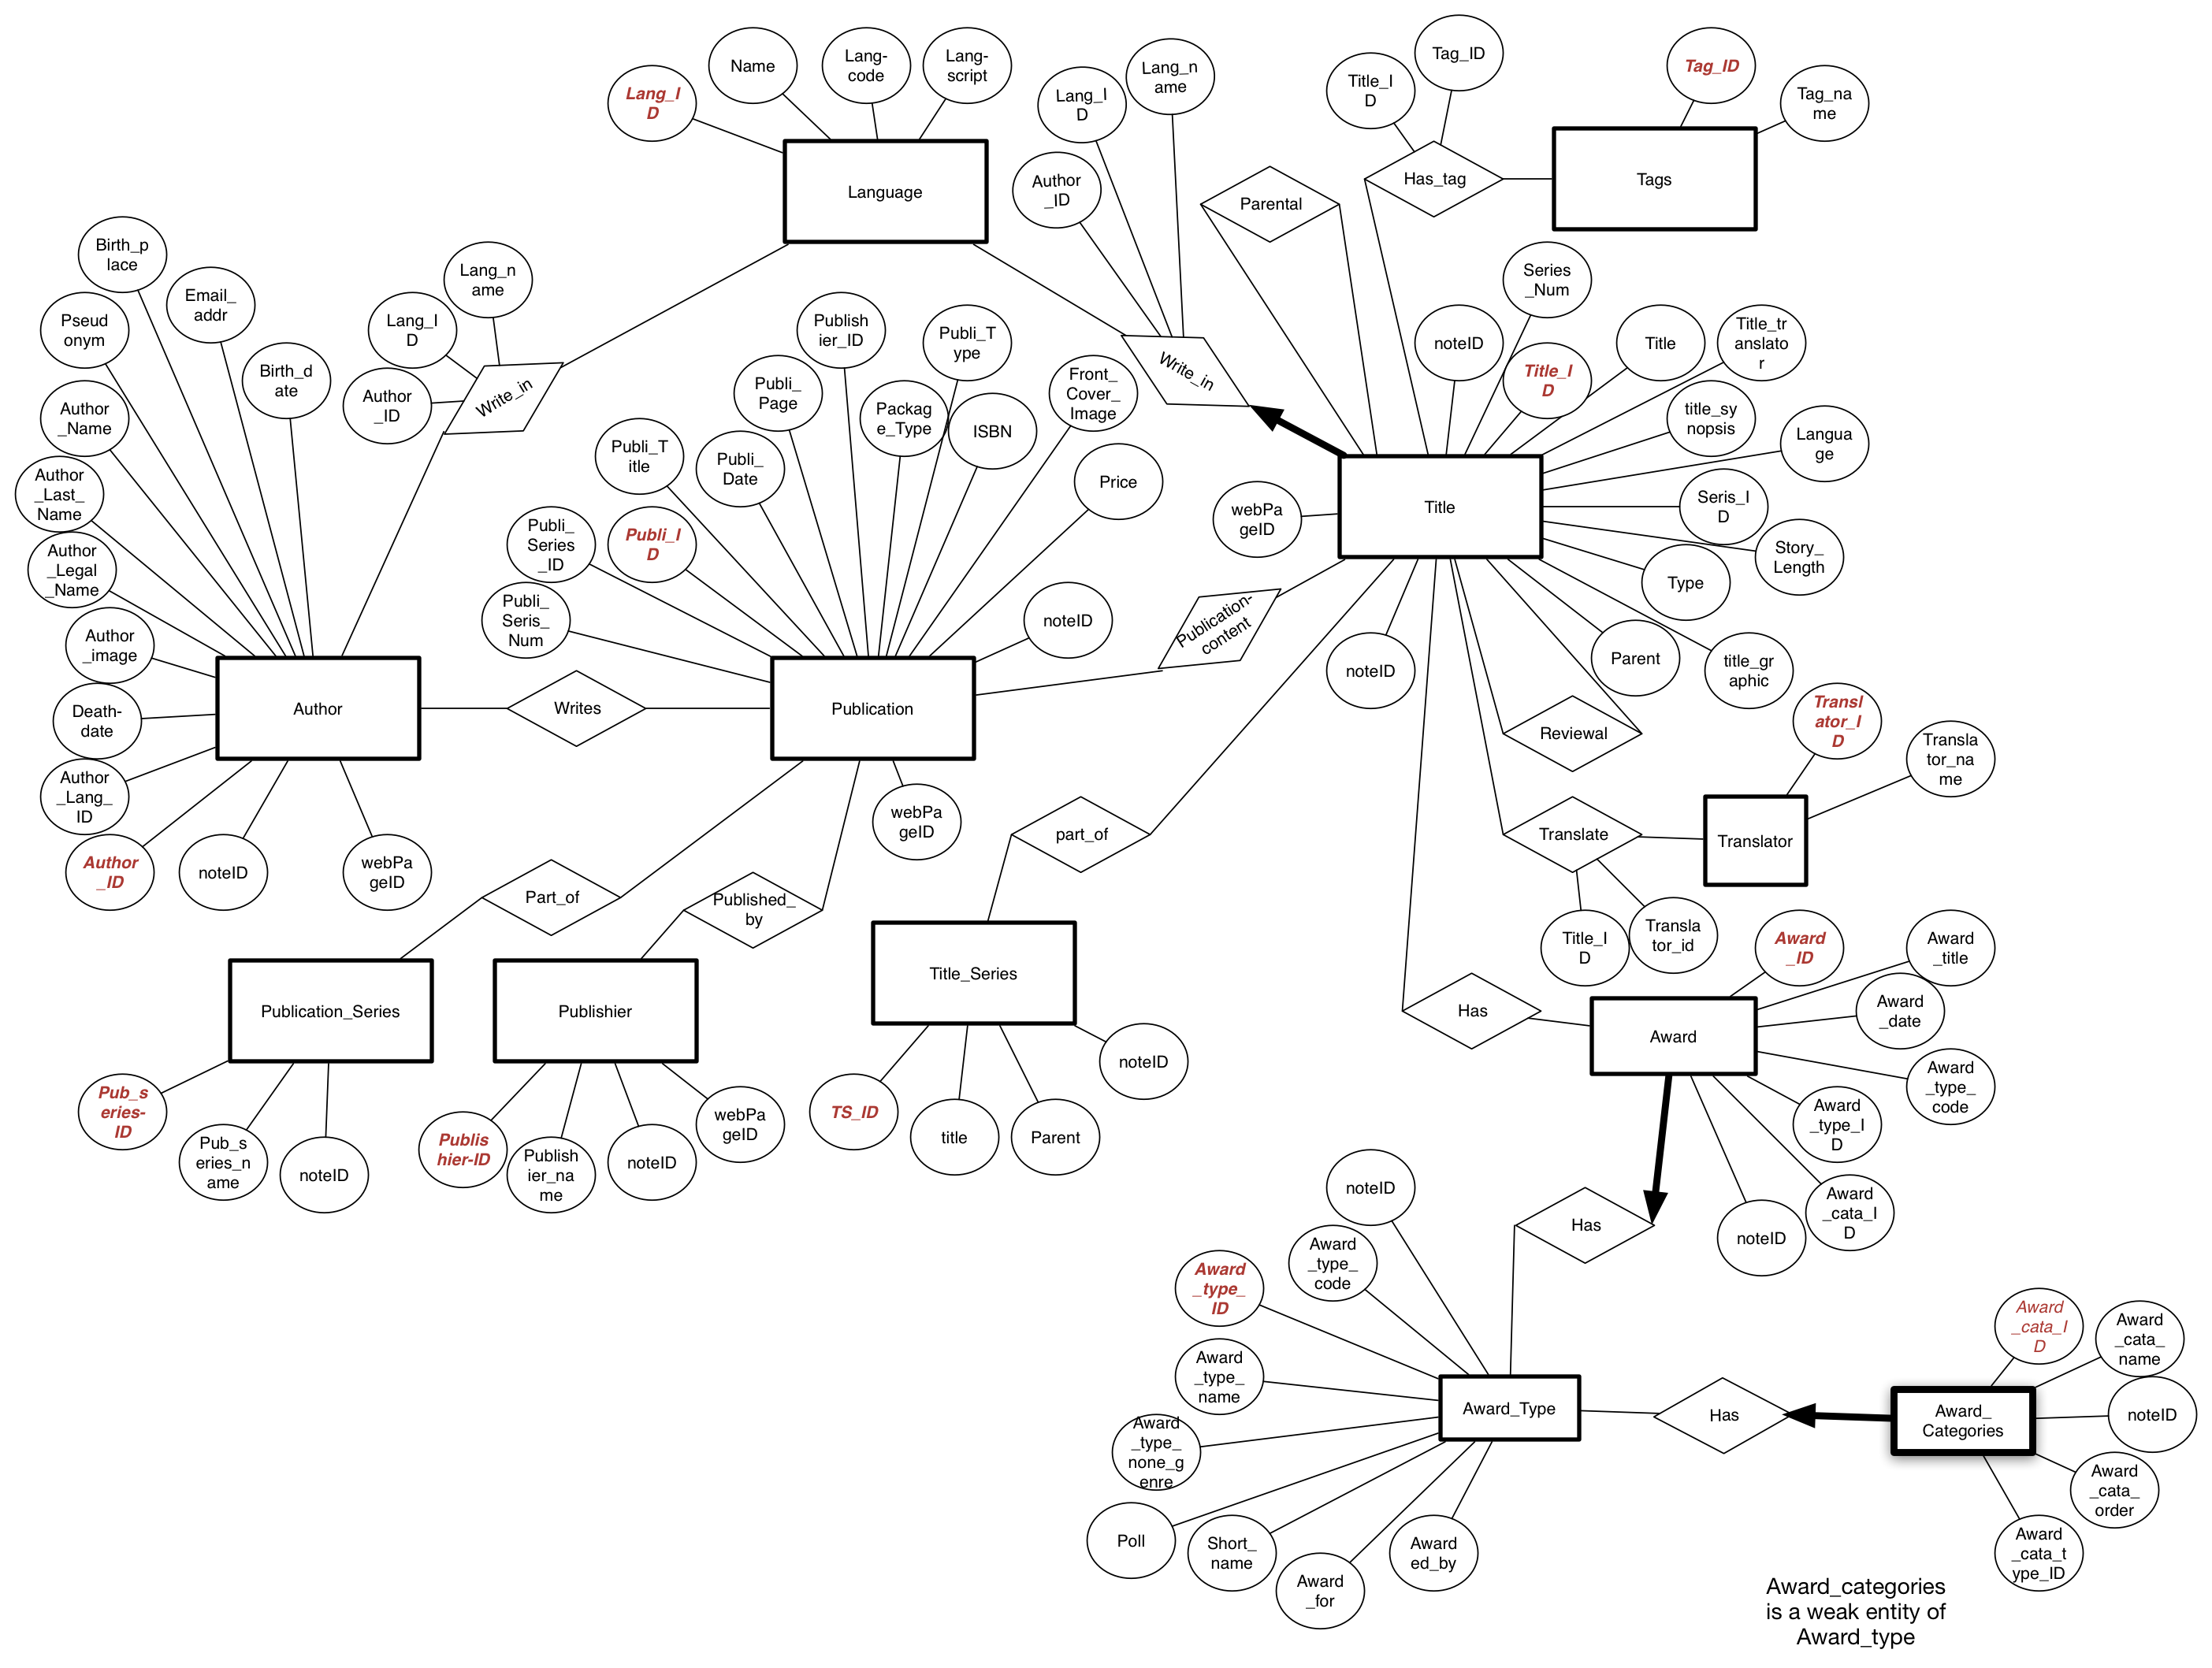 Lang_I
D
Name
Lang-
code
Lang-
script
Language
Lang_I
D
Lang_n
ame
Author
_ID
Write_in
Parental
Title_I
D
Tag_ID
Has_tag
Tag_ID
Tag_na
me
Tags
Birth_p
lace
Email_
addr
Pseud
onym
Birth_d
ate
Author
_Name
Author
_Last_
Name
Author
_Legal
_Name
Author
_image
Death-
date
Author
_Lang_
ID
Author
_ID
noteID
webPa
geID
Author
Lang_n
ame
Lang_I
D
Author
_ID
Write_in
Writes
Publish
ier_ID
Publi_T
ype
Publi_
Page
Packag
e_Type
Front_
Cover_
Image
ISBN
Publi_T
itle
Publi_
Date
Price
Publi_
Series
_ID
Publi_I
D
Publi_
Seris_
Num
noteID
Publication
webPa
geID
Publication-
content
Series
_Num
noteID
Title_I
D
Title
Title_tr
anslato
r
title_sy
nopsis
Langua
ge
Seris_I
D
Story_
Length
Type
Parent
title_gr
aphic
webPa
geID
noteID
Title
Reviewal
Translate
Title_I
D
Transla
tor_id
Transl
ator_I
D
Transla
tor_na
me
Translator
Part_of
Published_
by
part_of
Publication_Series
Pub_s
eries-
ID
Pub_s
eries_n
ame
noteID
Publishier
Publis
hier-ID
Publish
ier_na
me
noteID
webPa
geID
Title_Series
TS_ID
title
Parent
noteID
Has
Award
Award
_ID
Award
_title
Award
_date
Award
_type_
code
Award
_type_I
D
Award
_cata_I
D
noteID
Has
noteID
Award
_type_
code
Award
_type_
ID
Award
_type_
name
Award
_type_
none_g
enre
Poll
Short_
name
Award
_for
Award
ed_by
Award_Type
Has
Award_
Categories
Award
_cata_I
D
Award
_cata_
name
noteID
Award
_cata_
order
Award
_cata_t
ype_ID
Award_categories
is a weak entity of
Award_type